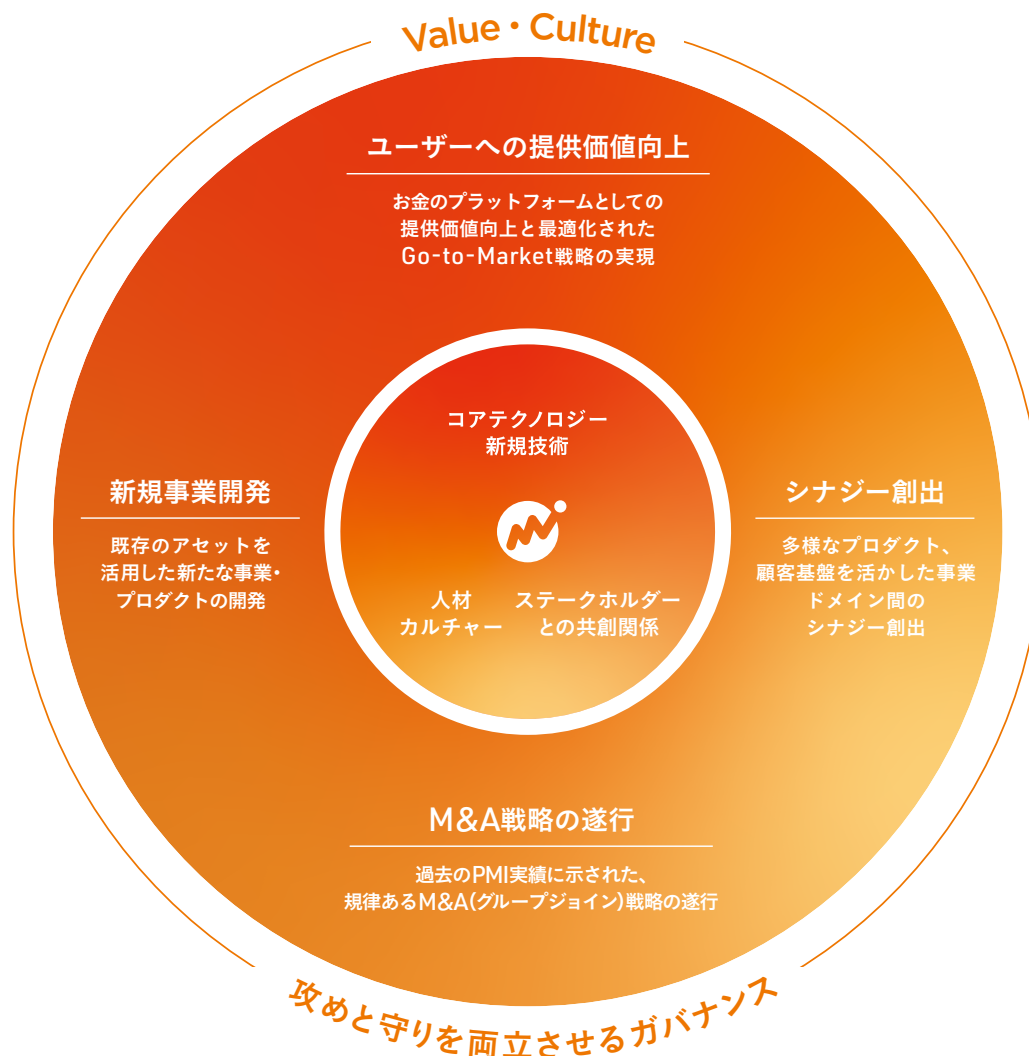 Value・Culture
ユーザーへの提供価値向上
お金のプラットフォームとしての
提供価値向上と最適化された
Go-to-Market戦略の実現
コアテクノロジー
新規技術
人材
カルチャー
ステークホルダー
との共創関係
新規事業開発
既存のアセットを
活用した新たな事業・
プロダクトの開発
シナジー創出
多様なプロダクト、
顧客基盤を活かした事業
ドメイン間の
シナジー創出
M&A戦略の遂行
過去のPMI実績に示された、
規律あるM&A(グループジョイン)戦略の遂行
攻めと守りを両立させるガバナンス